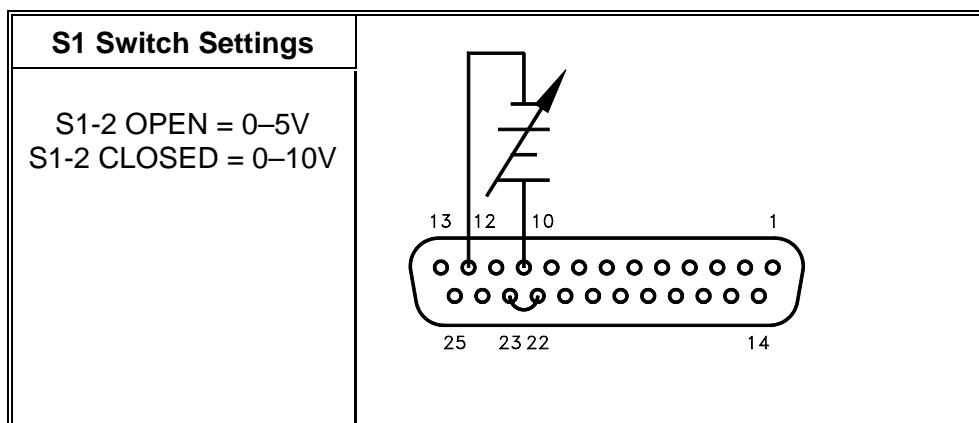 S1 Switch Settings
S1-2 OPEN = 0–5V
S1-2 CLOSED = 0–10V
13 12 10 1
25 23 22 14